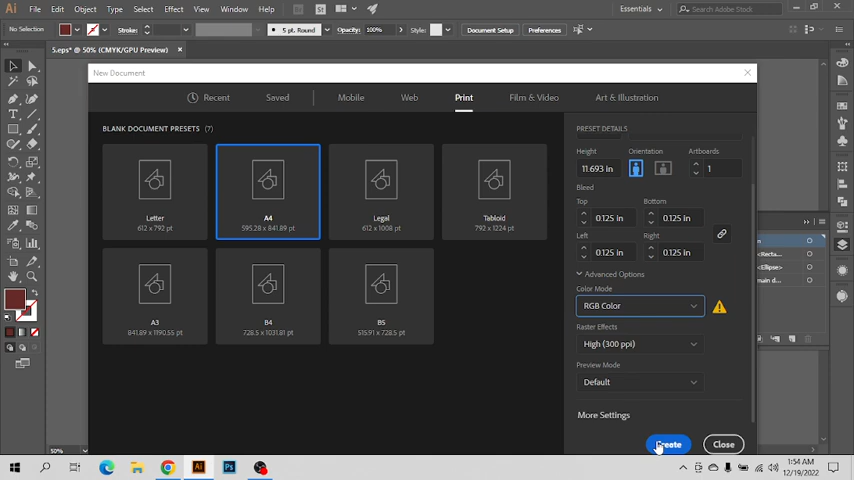 Ai File Edit Object Type Select Effect View Window Help Essentials Search Adobe Stock
No Selection Stroke: 5 pt. Round Opacity: 100% Style: Document Setup Preferences
5.eps* @ 50% (CMYK/GPU Preview)
New Document
Recent Saved Mobile Web Print Film & Video Art & Illustration
BLANK DOCUMENT PRESETS (7)
PRESET DETAILS
Height Orientation Artboards
11.693 in 1
Bleed
Top Bottom
0.125 in 0.125 in
Left Right
0.125 in 0.125 in
Advanced Options
Color Mode
RGB Color
Raster Effects
High (300 ppi)
Preview Mode
Default
More Settings
Create Close
Letter A4 Legal Tabloid
612 x 792 pt 595.28 x 841.89 pt 612 x 1008 pt 792 x 1224 pt
A3 B4 B5
841.89 x 1190.55 pt 728.5 x 1031.81 pt 515.91 x 728.5 pt
<Recta...
<Ellipse>
main d...
50%
Ai Ps
1:54 AM
12/19/2022